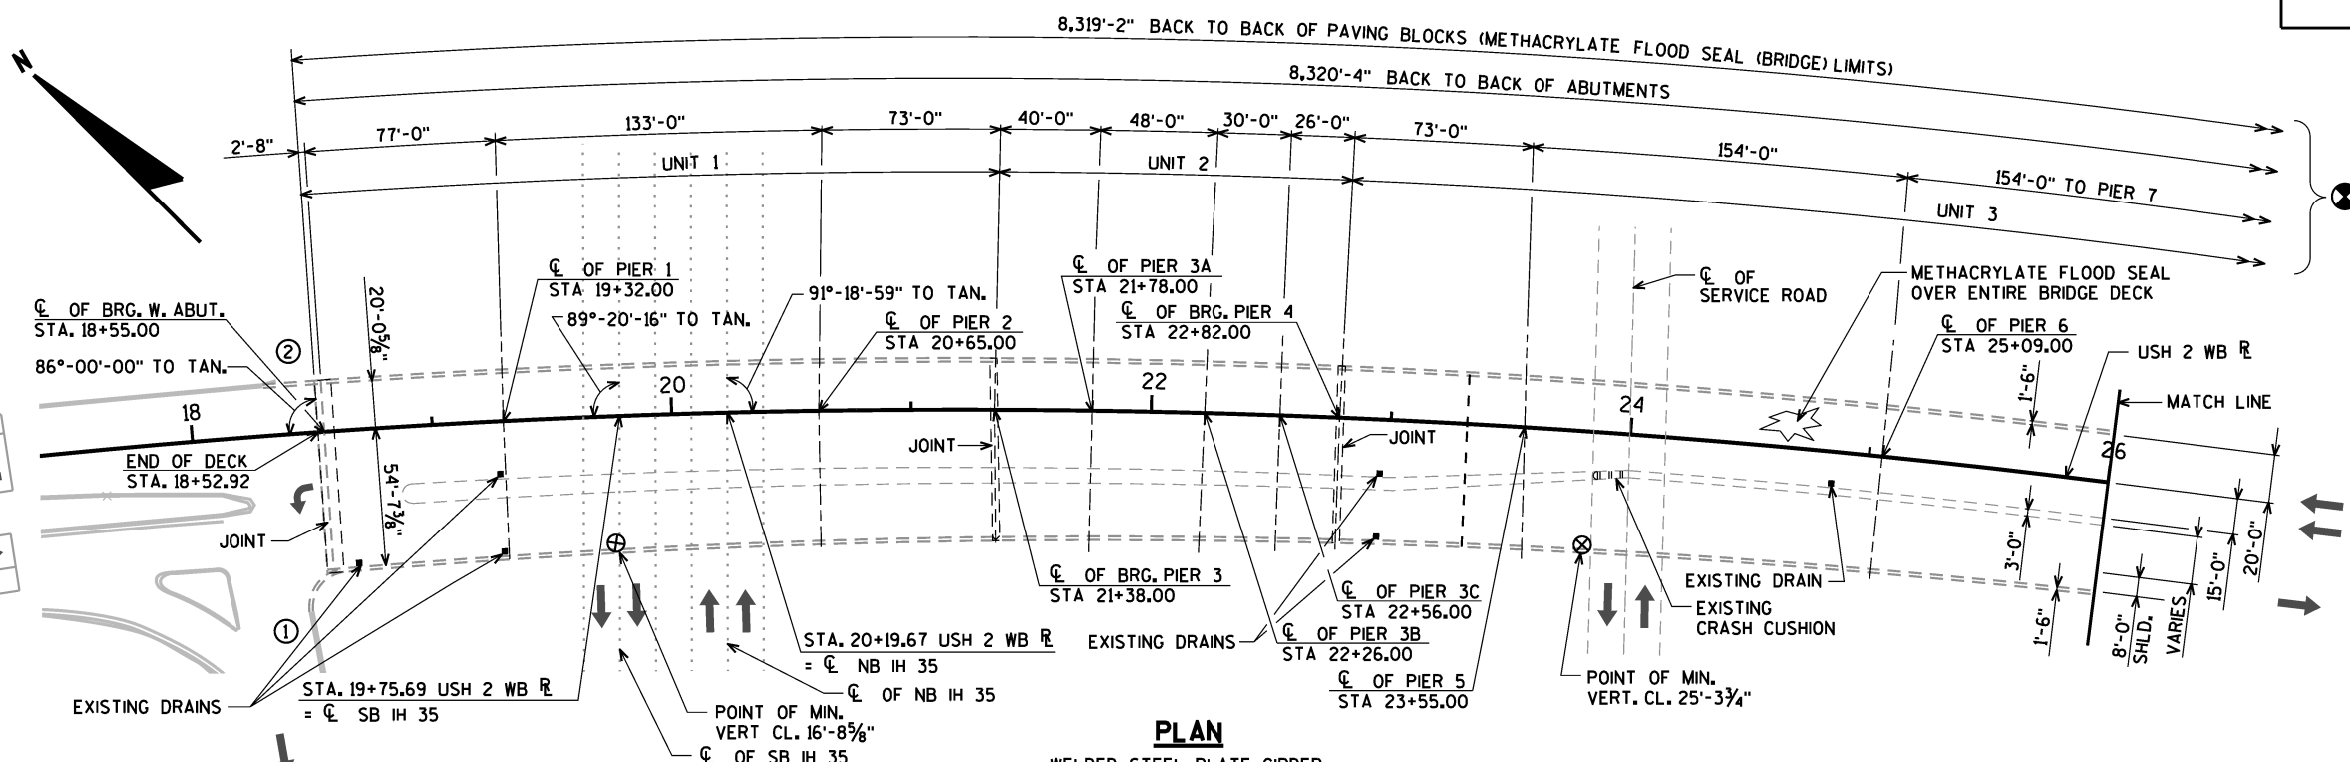 8,319'-2" BACK TO BACK OF PAVING BLOCKS (METHACRYLATE FLOOD SEAL (BRIDGE) LIMITS)
N
8,320'-4" BACK TO BACK OF ABUTMENTS
2'-8"
77'-0"
133'-0"
73'-0"
40'-0"
48'-0"
30'-0"
26'-0"
73'-0"
154'-0"
154'-0" TO PIER 7
UNIT 1
UNIT 2
UNIT 3
℄ OF BRG. W. ABUT.
STA. 18+55.00
86°-00'-00" TO TAN.
2
20'-0⅝"
℄ OF PIER 1
STA 19+32.00
89°-20'-16" TO TAN.
91°-18'-59" TO TAN.
℄ OF PIER 2
STA 20+65.00
℄ OF PIER 3A
STA 21+78.00
℄ OF BRG. PIER 4
STA 22+82.00
℄ OF
SERVICE ROAD
METHACRYLATE FLOOD SEAL
OVER ENTIRE BRIDGE DECK
℄ OF PIER 6
STA 25+09.00
USH 2 WB ℞
1'-6"
MATCH LINE
18
20
22
24
26
END OF DECK
STA. 18+52.92
54'-7⅜"
JOINT
JOINT
JOINT
1
EXISTING DRAINS
STA. 19+75.69 USH 2 WB ℞
= ℄ SB IH 35
POINT OF MIN.
VERT CL. 16'-8⅝"
℄ OF SB IH 35
STA. 20+19.67 USH 2 WB ℞
= ℄ NB IH 35
℄ OF NB IH 35
℄ OF BRG. PIER 3
STA 21+38.00
EXISTING DRAINS
℄ OF PIER 3C
STA 22+56.00
℄ OF PIER 3B
STA 22+26.00
℄ OF PIER 5
STA 23+55.00
POINT OF MIN.
VERT. CL. 25'-3¾"
EXISTING DRAIN
EXISTING
CRASH CUSHION
3'-0"
1'-6"
8'-0"
SHLD.
VARIES
15'-0"
20'-0"
PLAN
WELDED STEEL PLATE GIRDER